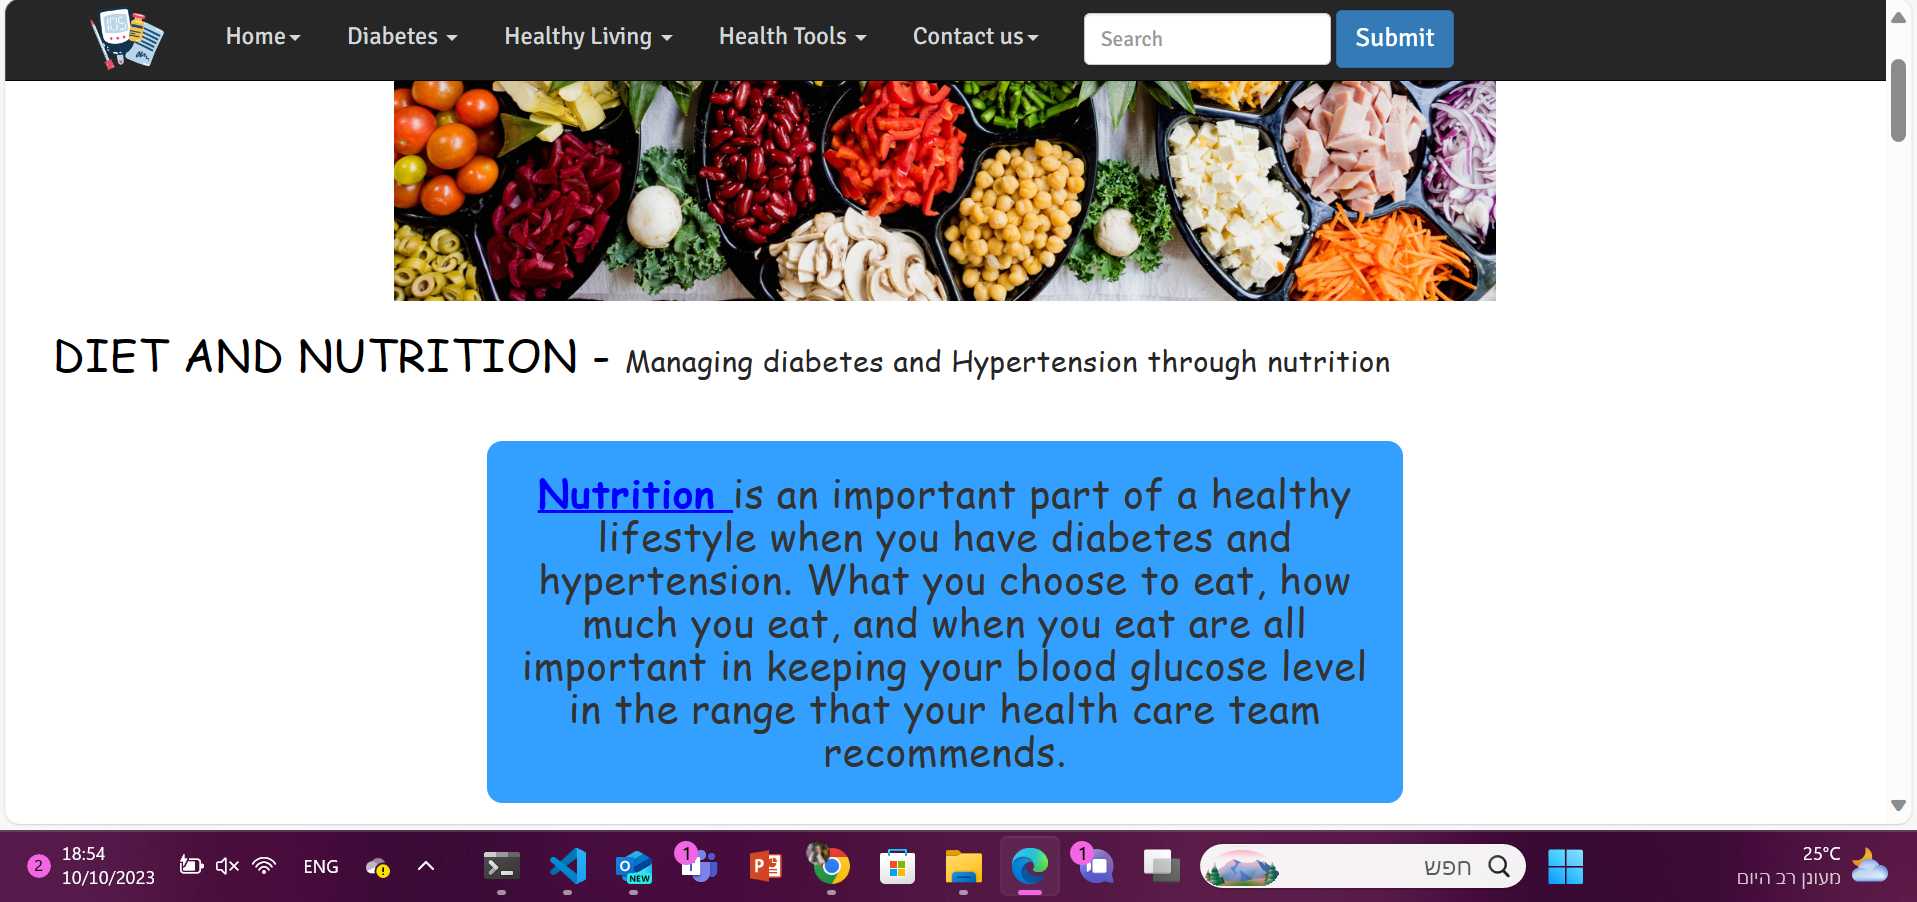 Home Diabetes Healthy Living Health Tools Contact us Search Submit
DIET AND NUTRITION - Managing diabetes and Hypertension through nutrition
Nutrition is an important part of a healthy
lifestyle when you have diabetes and
hypertension. What you choose to eat, how
much you eat, and when you eat are all
important in keeping your blood glucose level
in the range that your health care team
recommends.
2
18:54
10/10/2023
ENG
NEW
1
1
חפש
25°C
מעונן רב היום